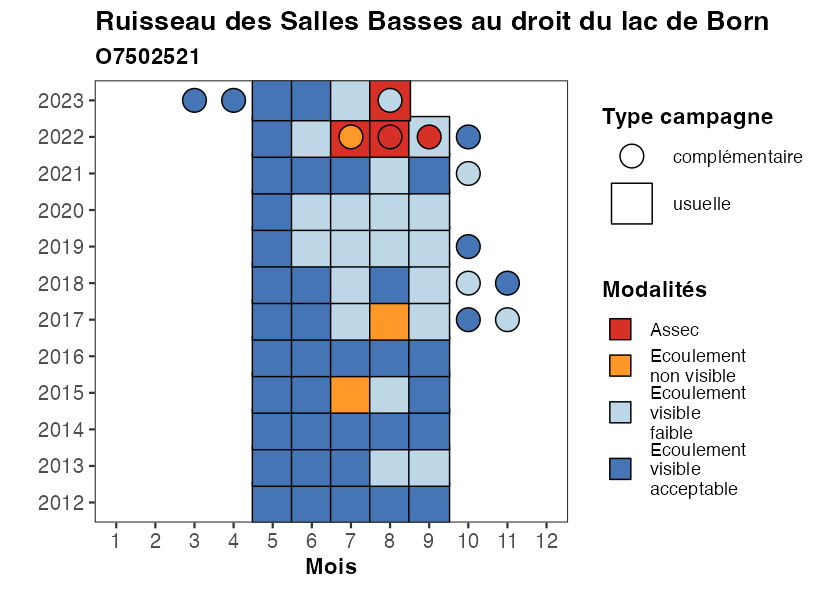 Ruisseau des Salles Basses au droit du lac de Born
O7502521
2023
2022
2021
2020
2019
2018
2017
2016
2015
2014
2013
2012
1 2 3 4 5 6 7 8 9 10 11 12
Mois
Type campagne
complémentaire
usuelle
Modalités
Assec
Ecoulement
non visible
Ecoulement
visible
faible
Ecoulement
visible
acceptable